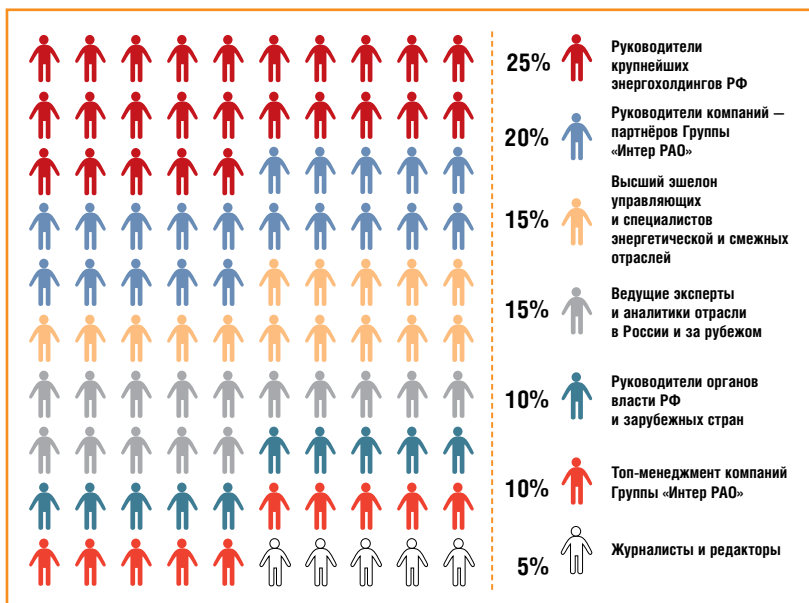 25%
Руководители
крупнейших
энергохолдингов РФ
20%
Руководители компаний —
партнёров Группы
«Интер РАО»
15%
Высший эшелон
управляющих
и специалистов
энергетической и смежных
отраслей
15%
Ведущие эксперты
и аналитики отрасли
в России и за рубежом
10%
Руководители органов
власти РФ
и зарубежных стран
10%
Топ-менеджмент компаний
Группы «Интер РАО»
5%
Журналисты и редакторы